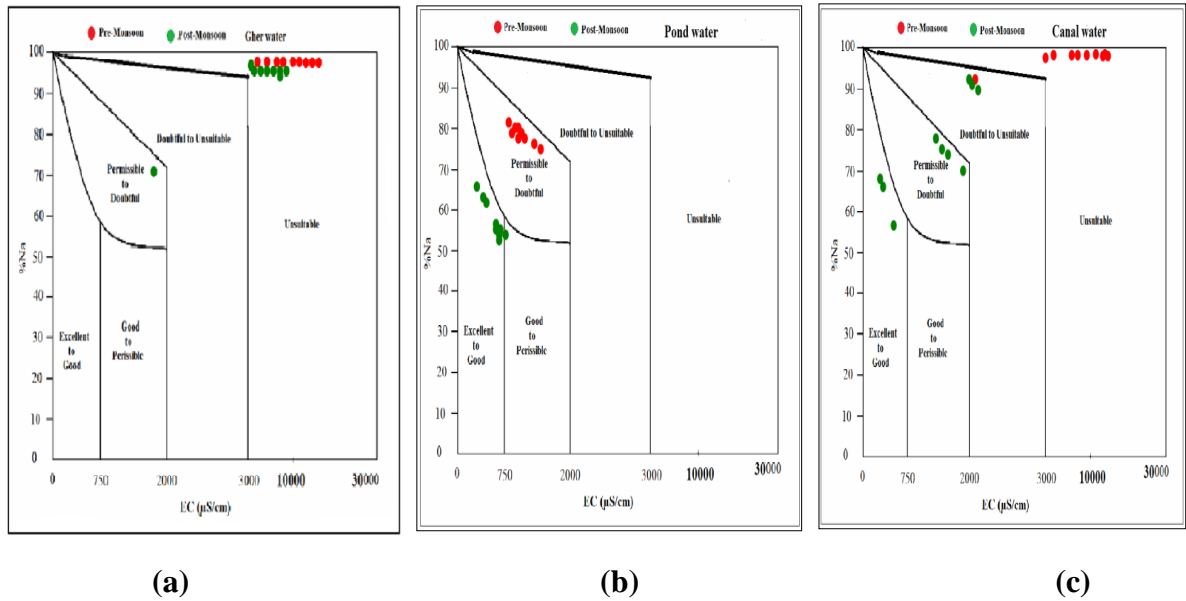 Pre-Monsoon Post-Monsoon Gher water
100
90
80
70
60
50
40
30
20
10
0
%Na
Doubtful to Unsuitable
Permissible
to
Doubtful
Unsuitable
Excellent
to
Good
Good
to
Perissible
0 750 2000 3000 10000 30000
EC (µS/cm)
(a)
Pre-Monsoon Post-Monsoon Pond water
100
90
80
70
60
50
40
30
20
10
0
%Na
Doubtful to Unsuitable
Permissible
to
Doubtful
Unsuitable
Excellent
to
Good
Good
to
Perissible
0 750 2000 3000 10000 30000
EC (µS/cm)
(b)
Pre-Monsoon Post-Monsoon Canal water
100
90
80
70
60
50
40
30
20
10
0
%Na
Doubtful to Unsuitable
Permissible
to
Doubtful
Unsuitable
Excellent
to
Good
Good
to
Perissible
0 750 2000 3000 10000 30000
EC (µS/cm)
(c)